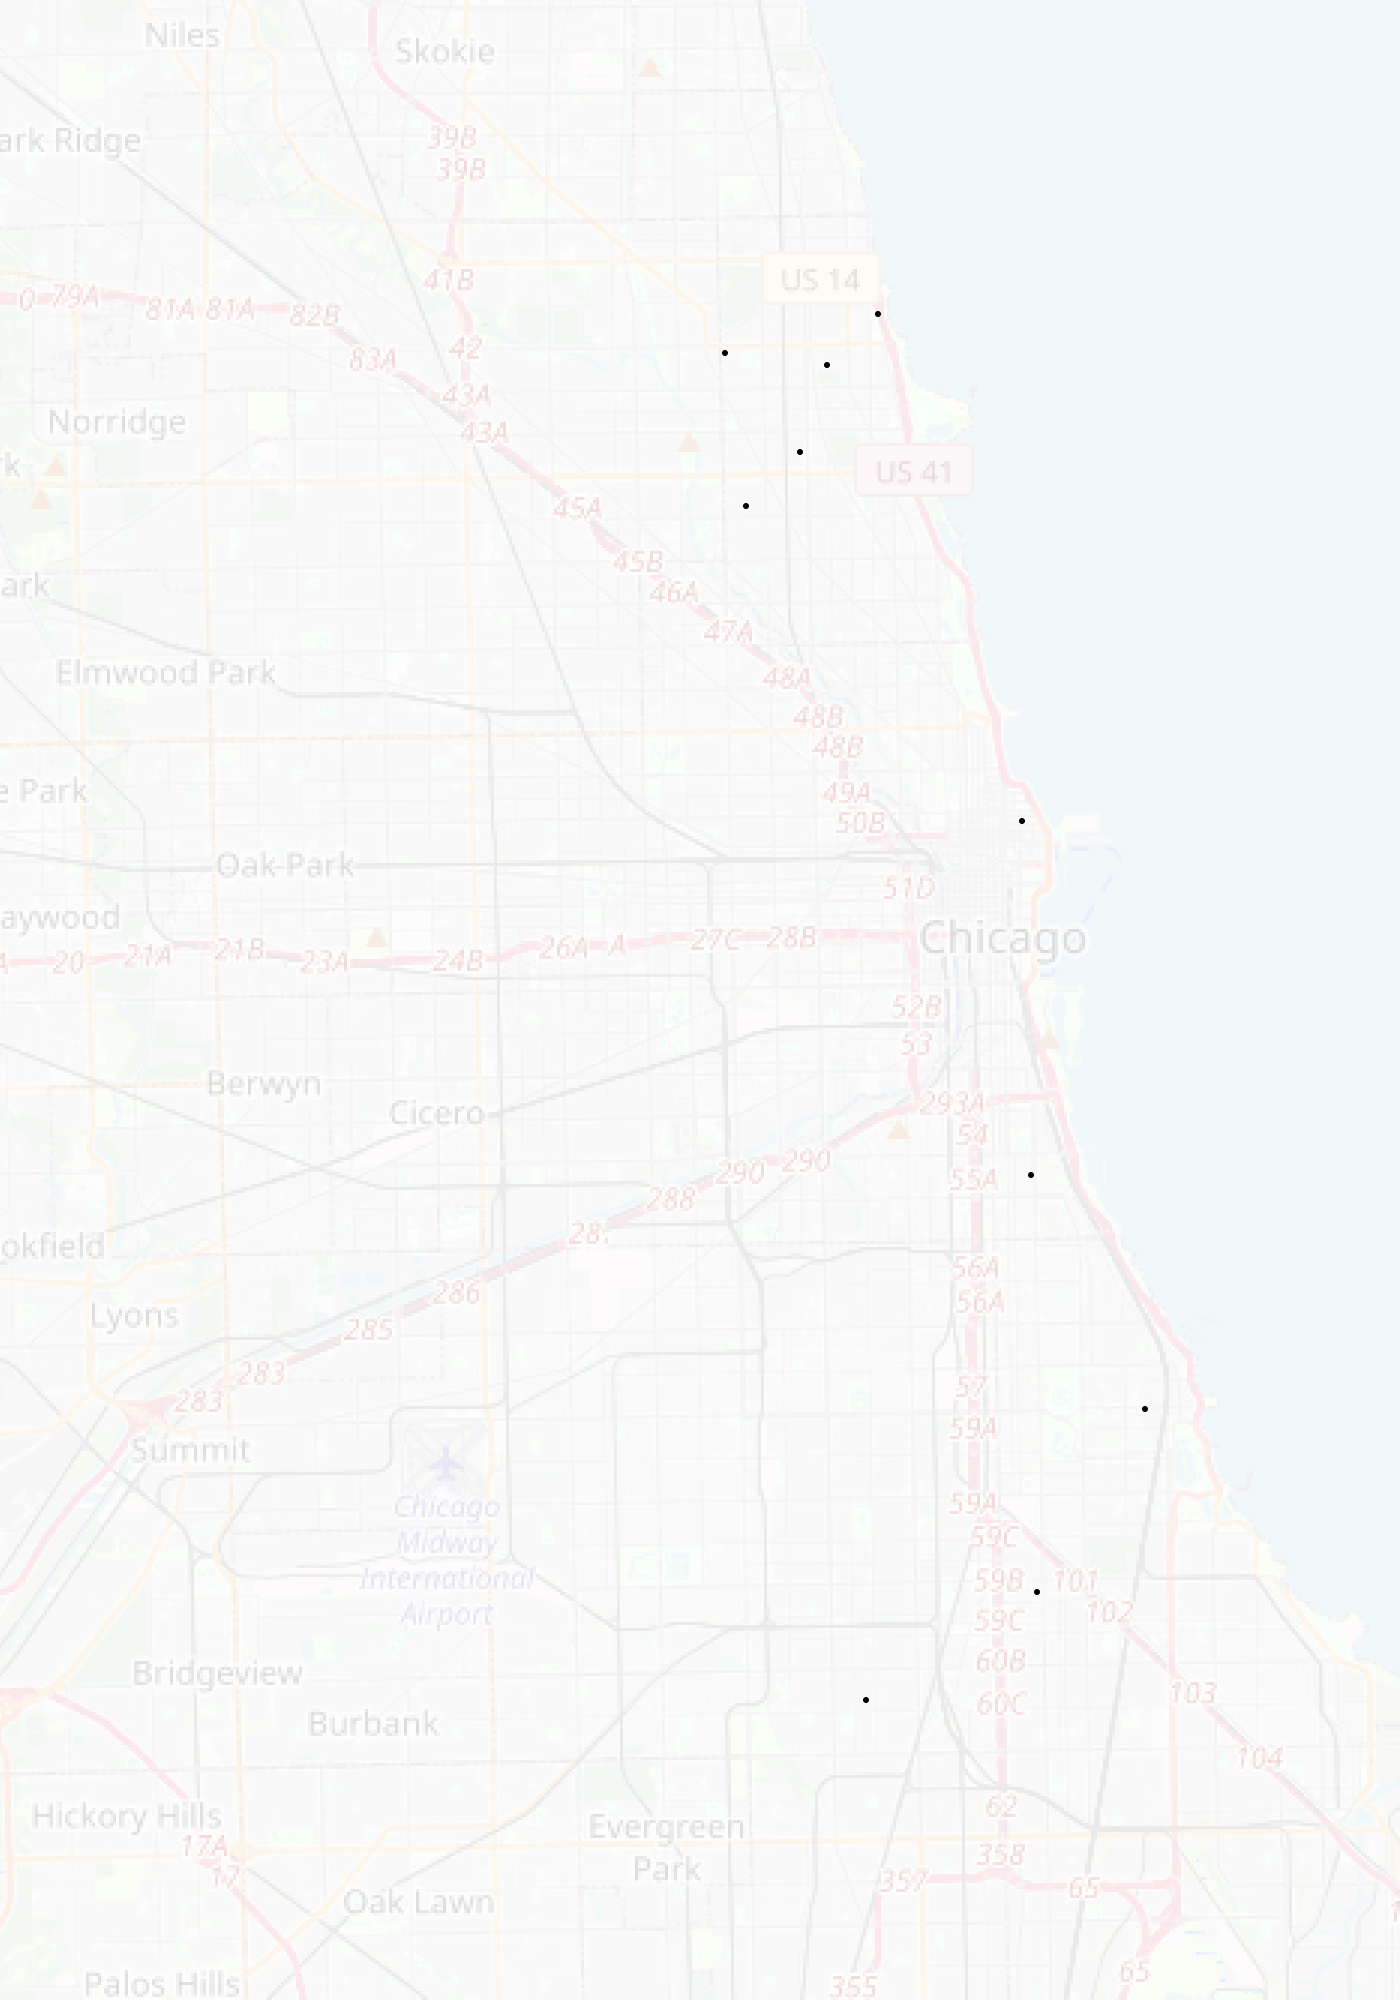 Niles
Skokie
39B
ark Ridge
39B
US 14
41B
0
79A
81A
81A
82B
42
83A
43A
Norridge
43A
rk
US 41
45A
45B
ark
46A
47A
Elmwood Park
48A
48B
48B
e Park
49A
50B
Oak Park
51D
aywood
Chicago
20
21A
21B
23A
24B
26A
A
27C
28B
52B
53
Berwyn
Cicero
293A
54
290
290
55A
288
okfield
28
56A
286
56A
Lyons
285
283
57
283
59A
Summit
Chicago
Midway
International
Airport
59A
59C
59B
101
59C
102
60B
Bridgeview
103
60C
Burbank
104
62
Hickory Hills
Evergreen
Park
17A
358
17
357
65
Oak Lawn
65
Palos Hills
355